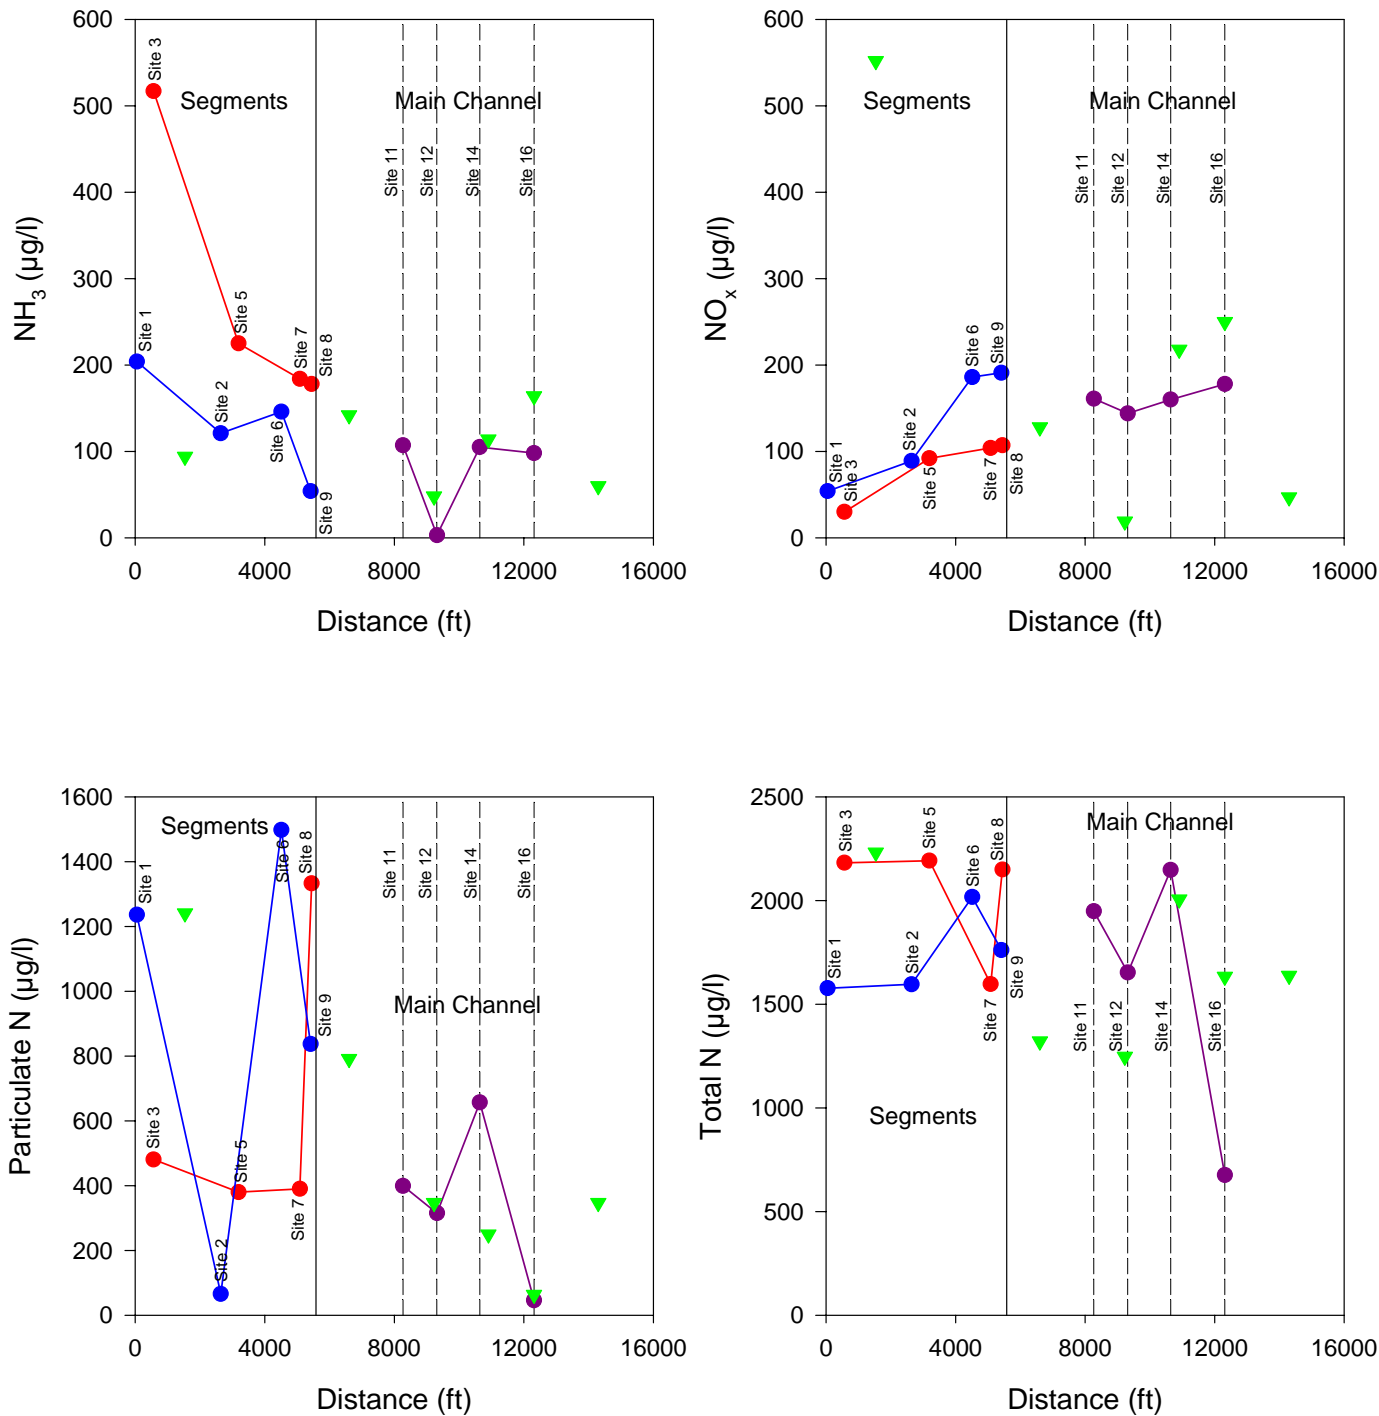 600
500
400
300
200
100
0
NH3 (µg/l)
Segments
Main Channel
Site 3
Site 1
Site 5
Site 2
Site 6
Site 7
Site 8
Site 9
Site 11
Site 12
Site 14
Site 16
0 4000 8000 12000 16000
Distance (ft)
600
500
400
300
200
100
0
NOx (µg/l)
Segments
Main Channel
Site 1
Site 3
Site 2
Site 5
Site 6
Site 9
Site 7
Site 8
Site 11
Site 12
Site 14
Site 16
0 4000 8000 12000 16000
Distance (ft)
1600
1400
1200
1000
800
600
400
200
0
Particulate N (µg/l)
Segments
Main Channel
Site 1
Site 3
Site 2
Site 5
Site 6
Site 7
Site 8
Site 9
Site 11
Site 12
Site 14
Site 16
0 4000 8000 12000 16000
Distance (ft)
2500
2000
1500
1000
500
0
Total N (µg/l)
Main Channel
Segments
Site 3
Site 5
Site 1
Site 2
Site 6
Site 8
Site 7
Site 9
Site 11
Site 12
Site 14
Site 16
0 4000 8000 12000 16000
Distance (ft)